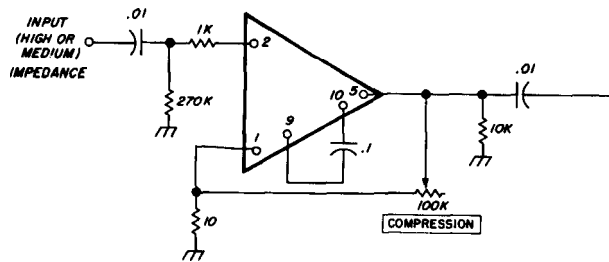 INPUT
(HIGH OR
MEDIUM)
IMPEDANCE
.01
1K
2
270K
5
10
9
.1
1
10
100K
COMPRESSION
10K
.01